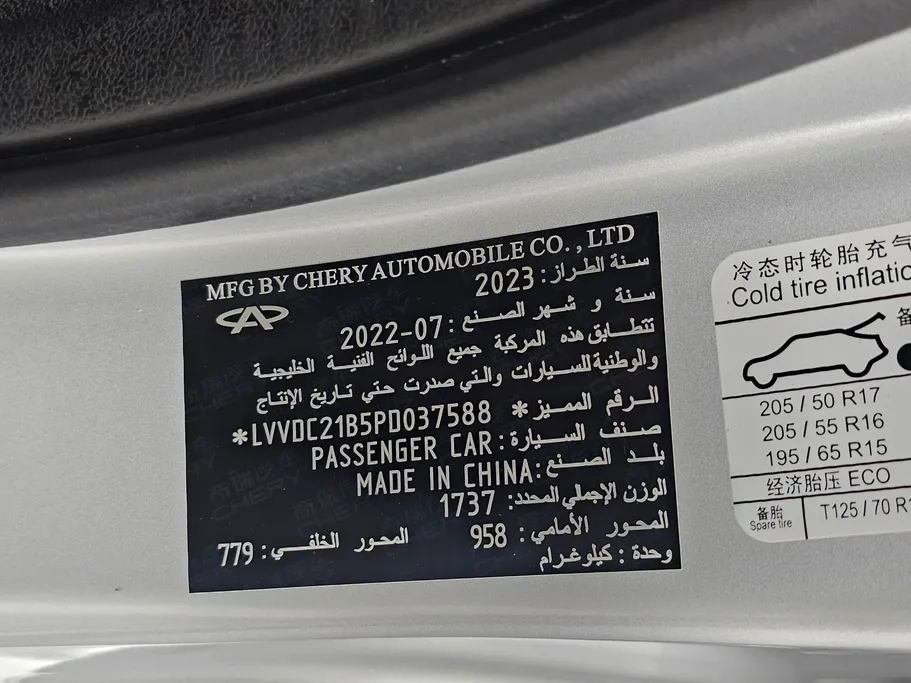 MFG BY CHERY AUTOMOBILE CO., LTD
سنة الطراز: 2023
سنة و شهر الصنع: 2022-07
تتطابق هذه المركبة جميع اللوائح الفنية الخليجية
والوطنية للسيارات والتي صدرت حتي تاريخ الإنتاج
الرقم المميز: *LVVDC21B5PD037588*
صنف السيارة: PASSENGER CAR
بلد الصنع: MADE IN CHINA
الوزن الإجمالي المحدد: 1737
المحور الأمامي: 958 المحور الخلفي: 779
وحدة: كيلوغرام
冷态时轮胎充气
Cold tire inflatio
备
205 / 50 R17
205 / 55 R16
195 / 65 R15
经济胎压 ECO
备胎
Spare tire
T125 / 70 R1